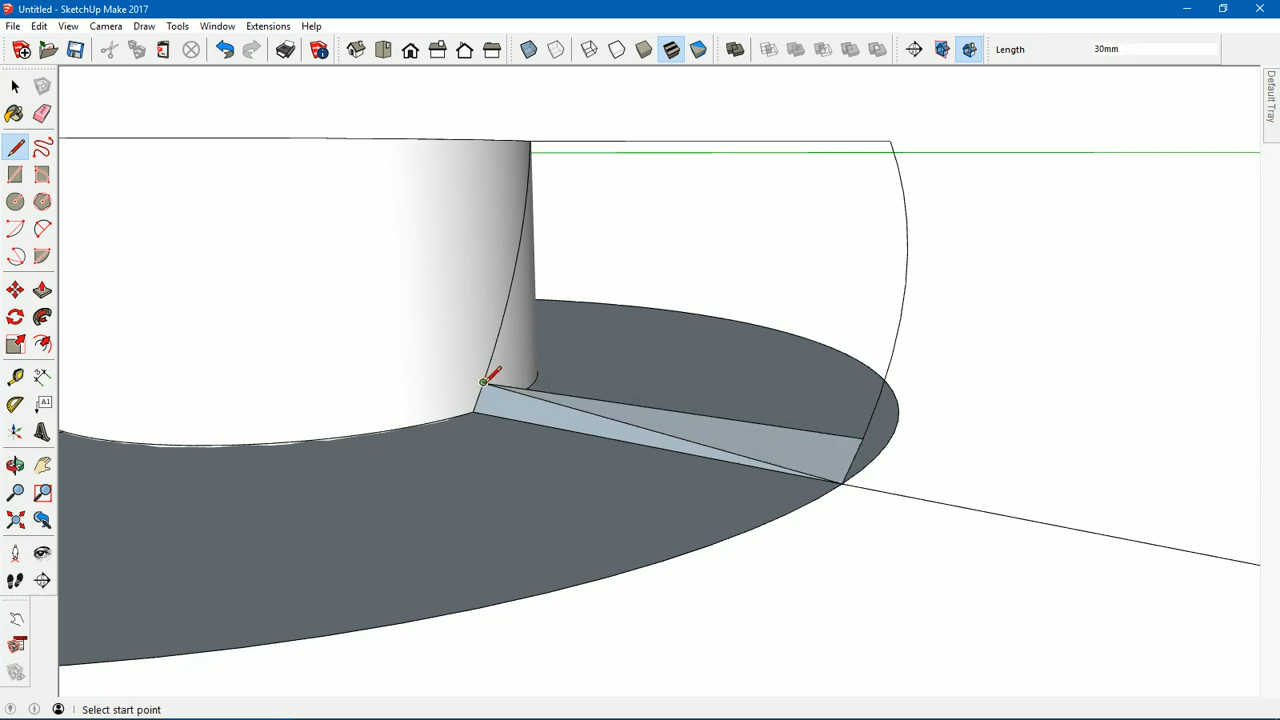 Untitled - SketchUp Make 2017
File Edit View Camera Draw Tools Window Extensions Help
Length 30mm
Default Tray
A1
Select start point